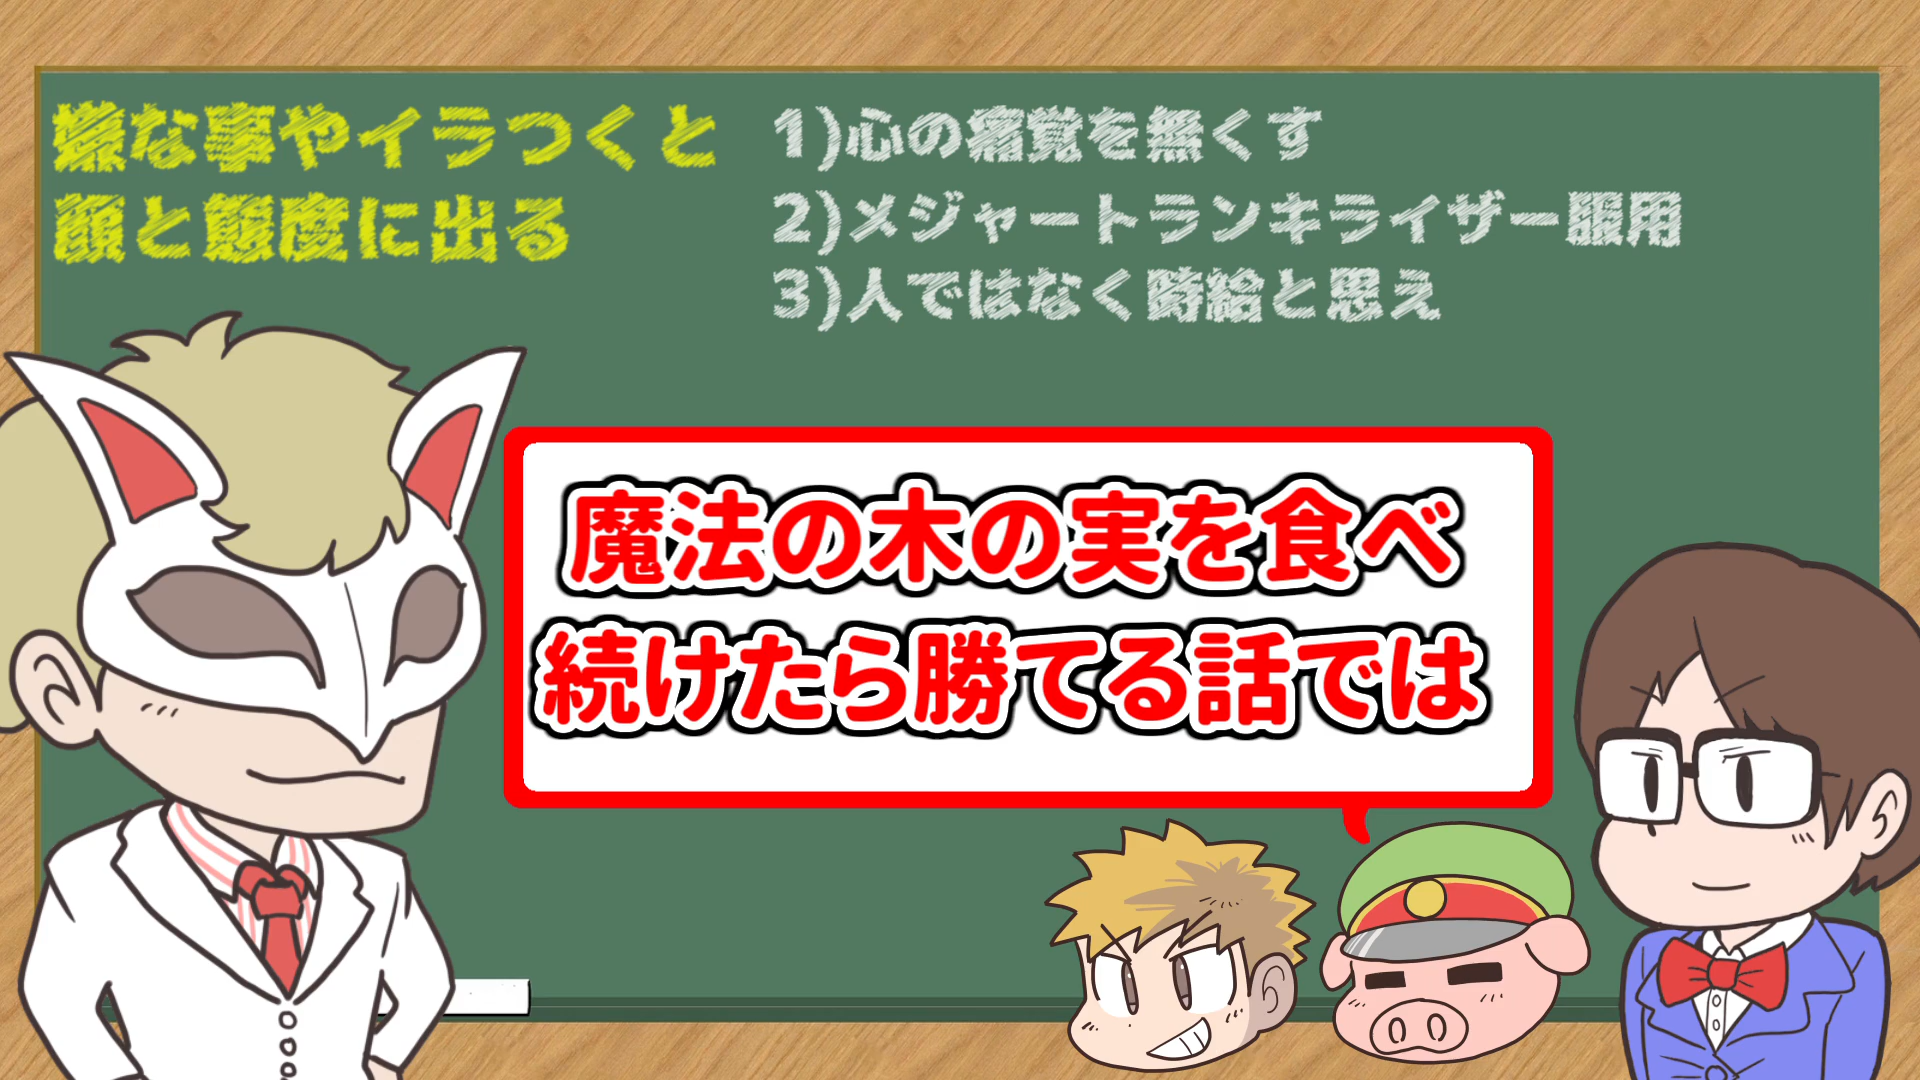 嫌な事やイラつくと
顔と態度に出る
1)心の痛覚を無くす
2)メジャートランキライザー服用
3)人ではなく時給と思え
魔法の木の実を食べ
続けたら勝てる話では